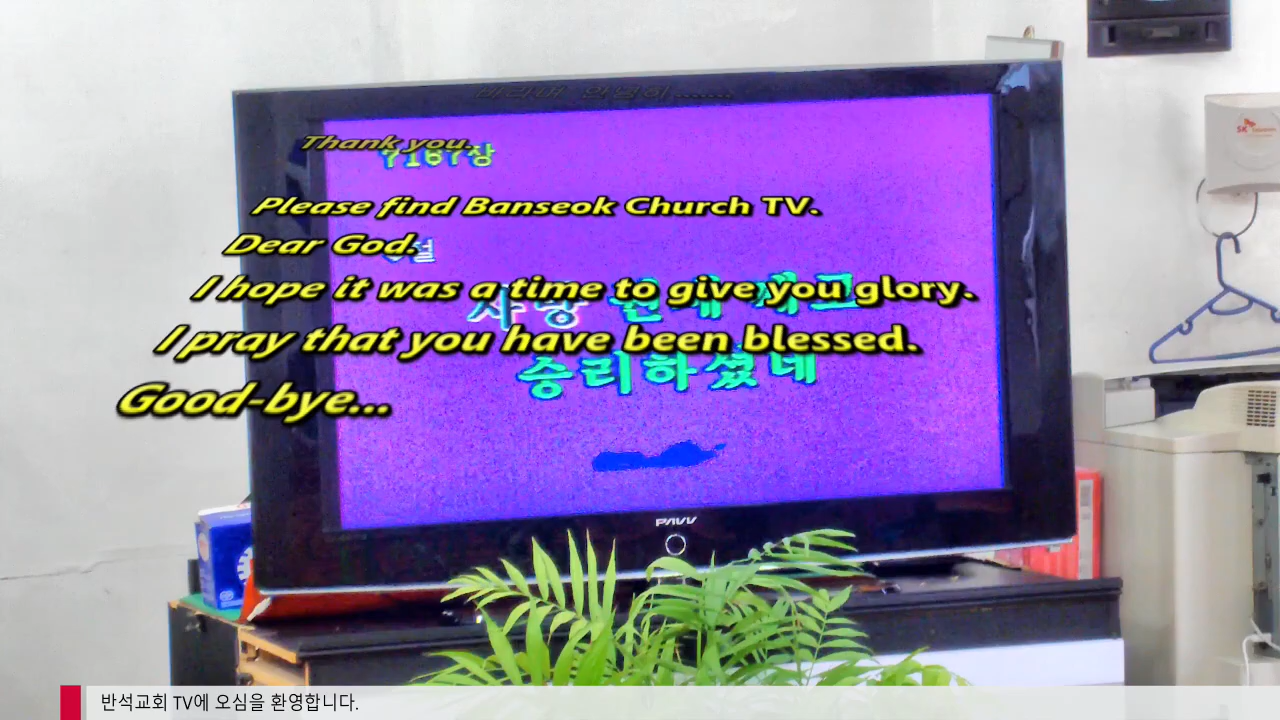 Thank you.
Please find Banseok Church TV.
Dear God.
I hope it was a time to give you glory.
I pray that you have been blessed.
Good-bye...
승리하셨네
PAVV
SK
반석교회 TV에 오심을 환영합니다.